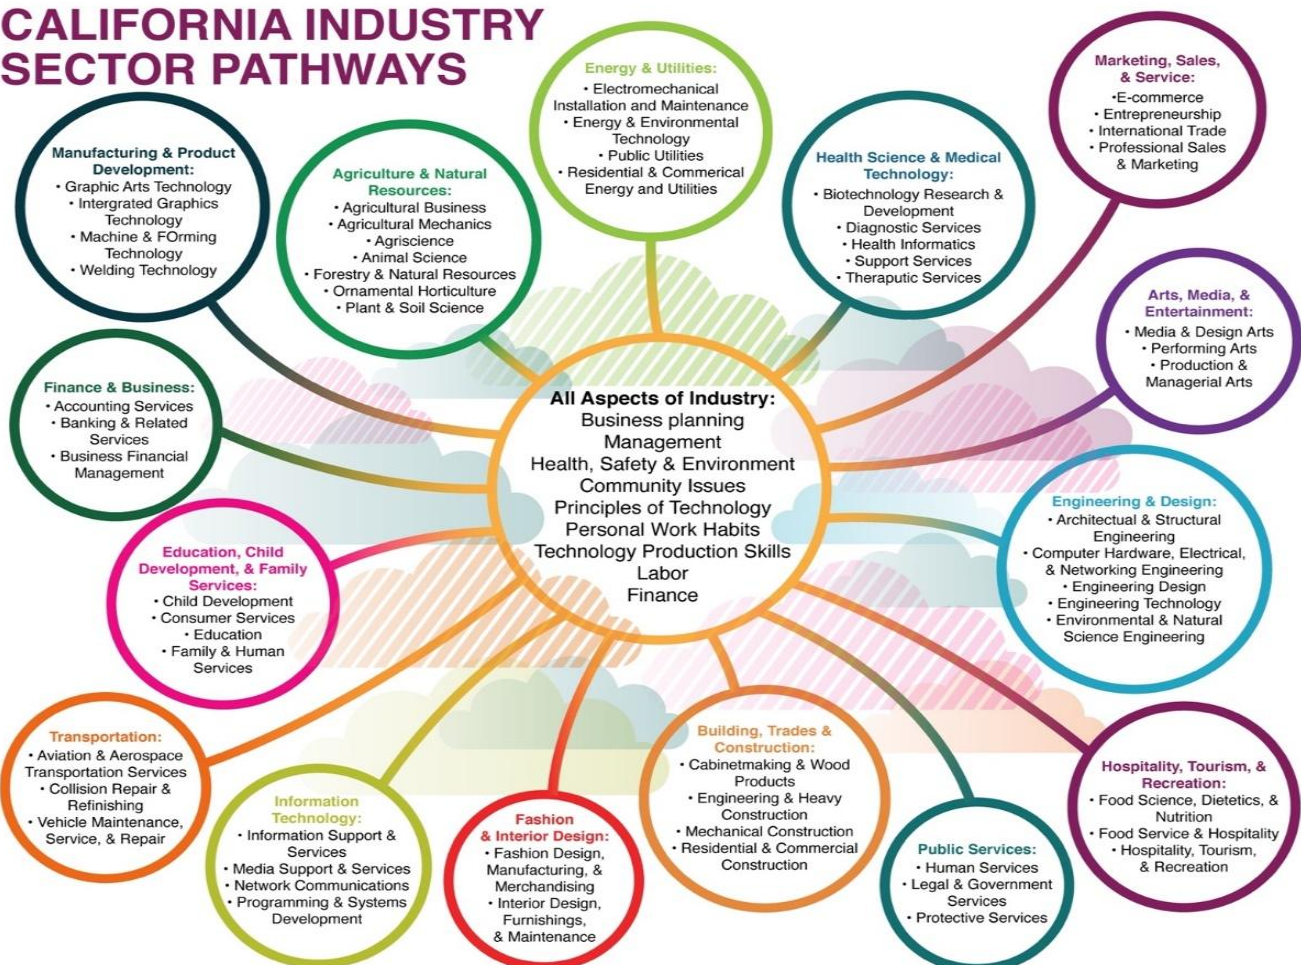 CALIFORNIA INDUSTRY
SECTOR PATHWAYS
Manufacturing & Product
Development:
• Graphic Arts Technology
• Intergrated Graphics
Technology
• Machine & FOrming
Technology
• Welding Technology
Agriculture & Natural
Resources:
• Agricultural Business
• Agricultural Mechanics
• Agriscience
• Animal Science
• Forestry & Natural Resources
• Ornamental Horticulture
• Plant & Soil Science
Energy & Utilities:
• Electromechanical
Installation and Maintenance
• Energy & Environmental
Technology
• Public Utilities
• Residential & Commerical
Energy and Utilities
Health Science & Medical
Technology:
• Biotechnology Research &
Development
• Diagnostic Services
• Health Informatics
• Support Services
• Theraputic Services
Marketing, Sales,
& Service:
•E-commerce
• Entrepreneurship
• International Trade
• Professional Sales
& Marketing
Arts, Media, &
Entertainment:
• Media & Design Arts
• Performing Arts
• Production &
Managerial Arts
Finance & Business:
• Accounting Services
• Banking & Related
Services
• Business Financial
Management
All Aspects of Industry:
Business planning
Management
Health, Safety & Environment
Community Issues
Principles of Technology
Personal Work Habits
Technology Production Skills
Labor
Finance
Engineering & Design:
• Architectual & Structural
Engineering
• Computer Hardware, Electrical,
& Networking Engineering
• Engineering Design
• Engineering Technology
• Environmental & Natural
Science Engineering
Education, Child
Development, & Family
Services:
• Child Development
• Consumer Services
• Education
• Family & Human
Services
Transportation:
• Aviation & Aerospace
Transportation Services
• Collision Repair &
Refinishing
• Vehicle Maintenance,
Service, & Repair
Information
Technology:
• Information Support &
Services
• Media Support & Services
• Network Communications
• Programming & Systems
Development
Fashion
& Interior Design:
• Fashion Design,
Manufacturing, &
Merchandising
• Interior Design,
Furnishings,
& Maintenance
Building, Trades &
Construction:
• Cabinetmaking & Wood
Products
• Engineering & Heavy
Construction
• Mechanical Construction
• Residential & Commercial
Construction
Public Services:
• Human Services
• Legal & Government
Services
• Protective Services
Hospitality, Tourism, &
Recreation:
• Food Science, Dietetics, &
Nutrition
• Food Service & Hospitality
• Hospitality, Tourism,
& Recreation